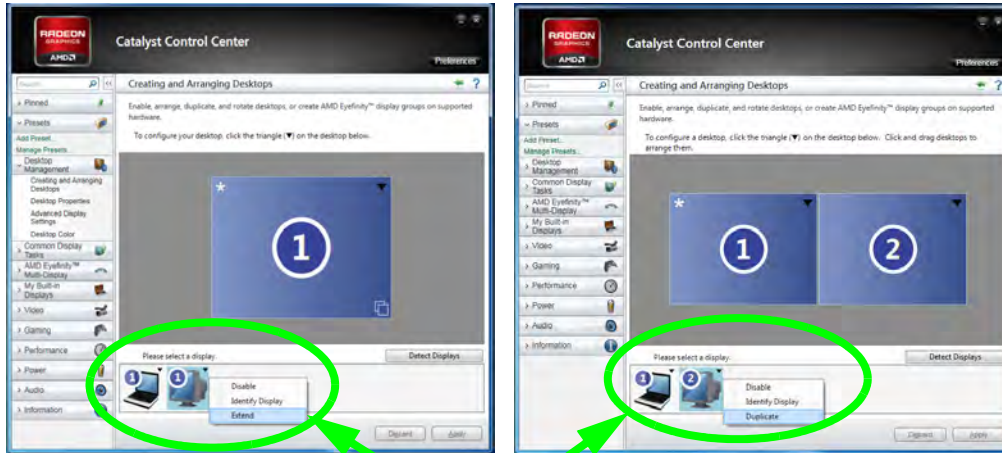 RADEON
GRAPHICS
AMD
Catalyst Control Center
Preferences
Search
Creating and Arranging Desktops
?
Pinned
Presets
Add Preset...
Manage Presets...
Desktop
Management
Creating and Arranging
Desktops
Desktop Properties
Advanced Display
Settings
Desktop Color
Common Display
Tasks
AMD Eyefinity™
Multi-Display
My Built-in
Displays
Video
Gaming
Performance
Power
Audio
Information
Enable, arrange, duplicate, and rotate desktops, or create AMD Eyefinity™ display groups on supported
hardware.
To configure your desktop, click the triangle (▼) on the desktop below.
*
1
Please select a display.
Detect Displays
1
1
Disable
Identify Display
Extend
Discard
Apply
RADEON
GRAPHICS
AMD
Catalyst Control Center
Preferences
Search
Creating and Arranging Desktops
?
Pinned
Presets
Add Preset...
Manage Presets...
Desktop
Management
Common Display
Tasks
AMD Eyefinity™
Multi-Display
My Built-in
Displays
Video
Gaming
Performance
Power
Audio
Information
Enable, arrange, duplicate, and rotate desktops, or create AMD Eyefinity™ display groups on supported
hardware.
To configure a desktop, click the triangle (▼) on the desktop below. Click and drag desktops to
arrange them.
*
1
2
Please select a display.
Detect Displays
1
2
Disable
Identify Display
Duplicate
Discard
Apply